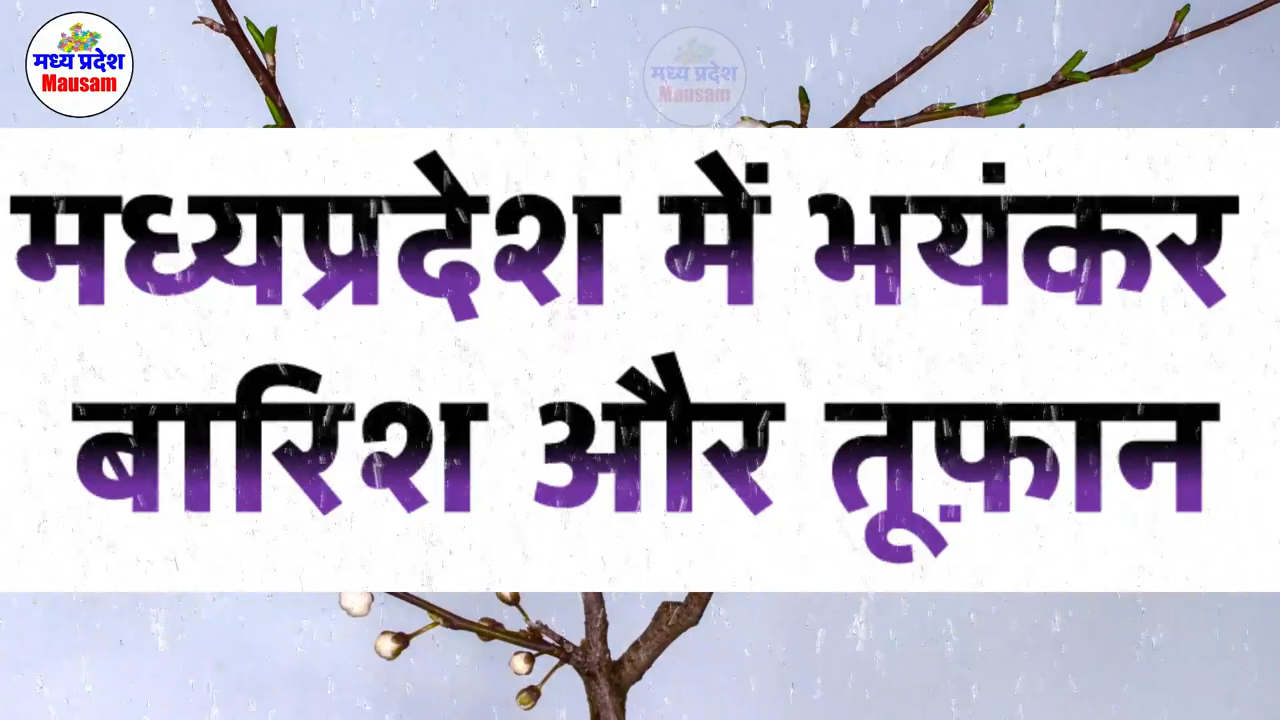 मध्य प्रदेश
Mausam
मध्य प्रदेश
Mausam
मध्यप्रदेश में भयंकर
बारिश और तूफ़ान